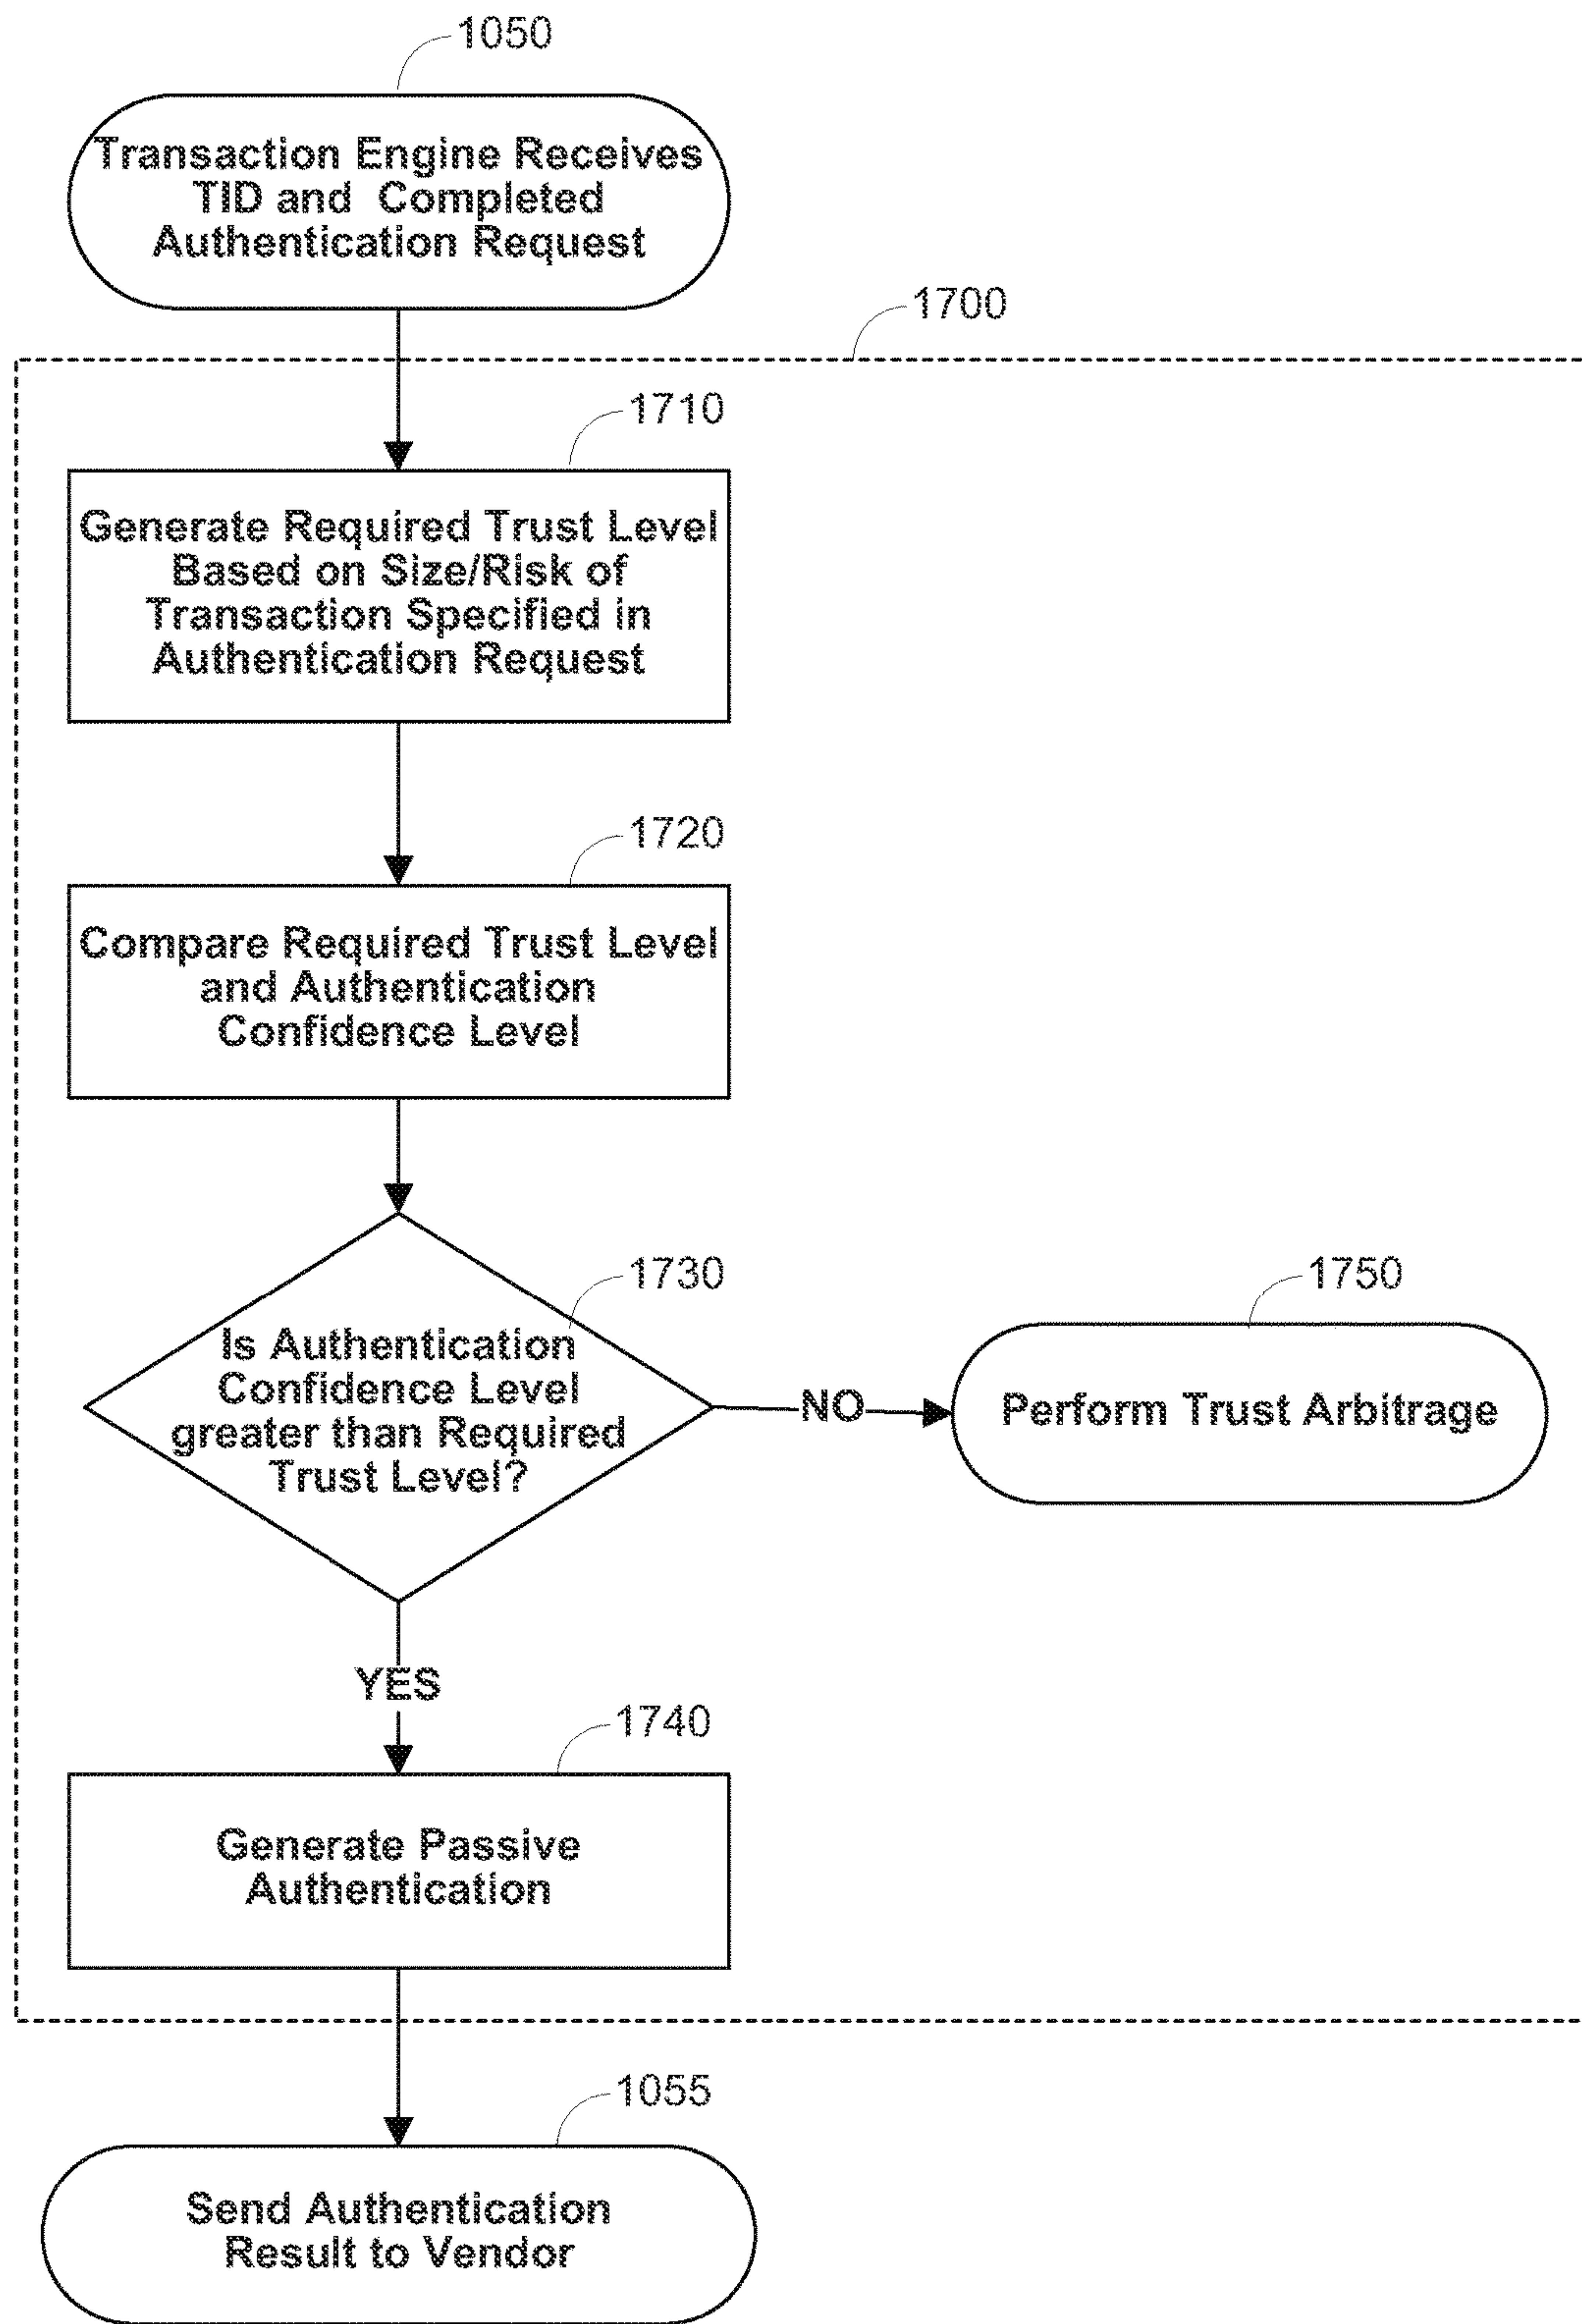 1050
Transaction Engine Receives
TID and Completed
Authentication Request
1700
1710
Generate Required Trust Level
Based on Size/Risk of
Transaction Specified in
Authentication Request
1720
Compare Required Trust Level
and Authentication
Confidence Level
1730
Is Authentication
Confidence Level
greater than Required
Trust Level?
NO
1750
Perform Trust Arbitrage
YES
1740
Generate Passive
Authentication
1055
Send Authentication
Result to Vendor